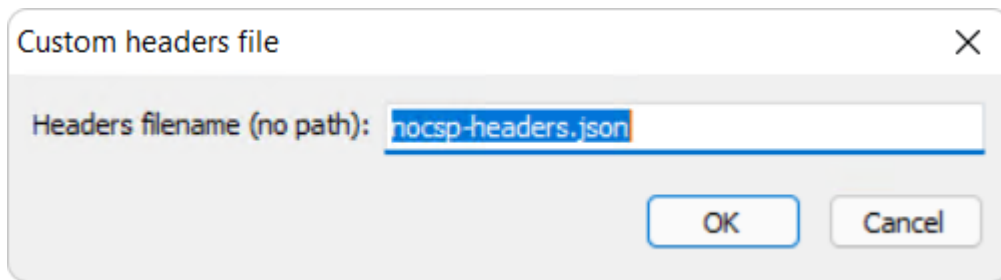 Custom headers file
Headers filename (no path): nocsp-headers.json
OK Cancel